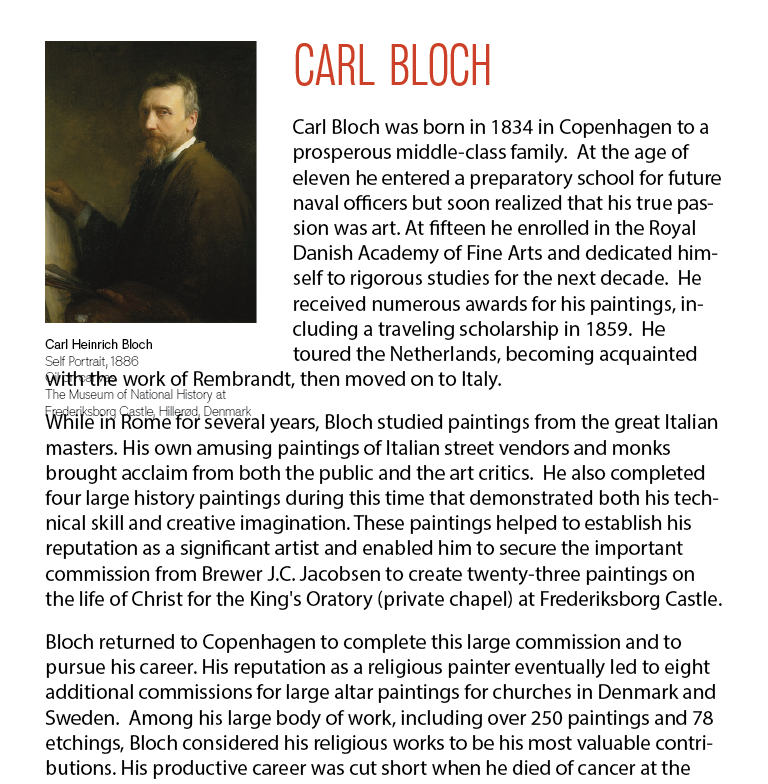 CARL BLOCH
Carl Bloch was born in 1834 in Copenhagen to a
prosperous middle-class family.  At the age of
eleven he entered a preparatory school for future
naval officers but soon realized that his true pas-
sion was art. At fifteen he enrolled in the Royal
Danish Academy of Fine Arts and dedicated him-
self to rigorous studies for the next decade.  He
received numerous awards for his paintings, in-
cluding a traveling scholarship in 1859.  He
toured the Netherlands, becoming acquainted
with the work of Rembrandt, then moved on to Italy.
Carl Heinrich Bloch
Self Portrait, 1886
Oil on canvas
The Museum of National History at
Frederiksborg Castle, Hillerød, Denmark
While in Rome for several years, Bloch studied paintings from the great Italian
masters. His own amusing paintings of Italian street vendors and monks
brought acclaim from both the public and the art critics.  He also completed
four large history paintings during this time that demonstrated both his tech-
nical skill and creative imagination. These paintings helped to establish his
reputation as a significant artist and enabled him to secure the important
commission from Brewer J.C. Jacobsen to create twenty-three paintings on
the life of Christ for the King's Oratory (private chapel) at Frederiksborg Castle.
Bloch returned to Copenhagen to complete this large commission and to
pursue his career. His reputation as a religious painter eventually led to eight
additional commissions for large altar paintings for churches in Denmark and
Sweden.  Among his large body of work, including over 250 paintings and 78
etchings, Bloch considered his religious works to be his most valuable contri-
butions. His productive career was cut short when he died of cancer at the